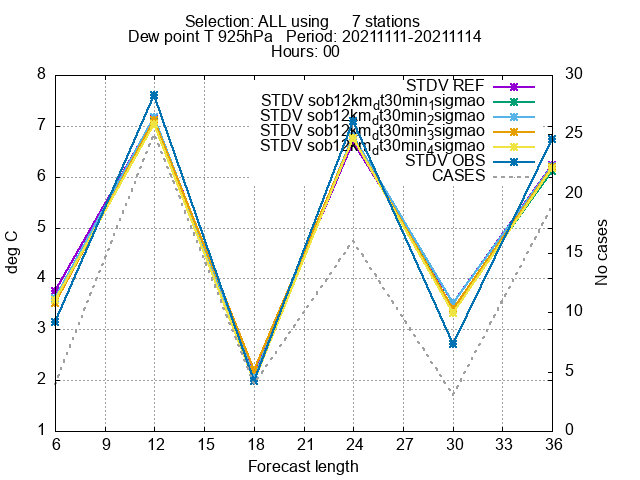 Selection: ALL using 7 stations
Dew point T 925hPa Period: 20211111-20211114
Hours: 00
STDV REF
STDV sob12km_dt30min_1sigmao
STDV sob12km_dt30min_2sigmao
STDV sob12km_dt30min_3sigmao
STDV sob12km_dt30min_4sigmao
STDV OBS
CASES
8
7
6
5
4
3
2
1
deg C
30
25
20
15
10
5
0
No cases
6 9 12 15 18 21 24 27 30 33 36
Forecast length